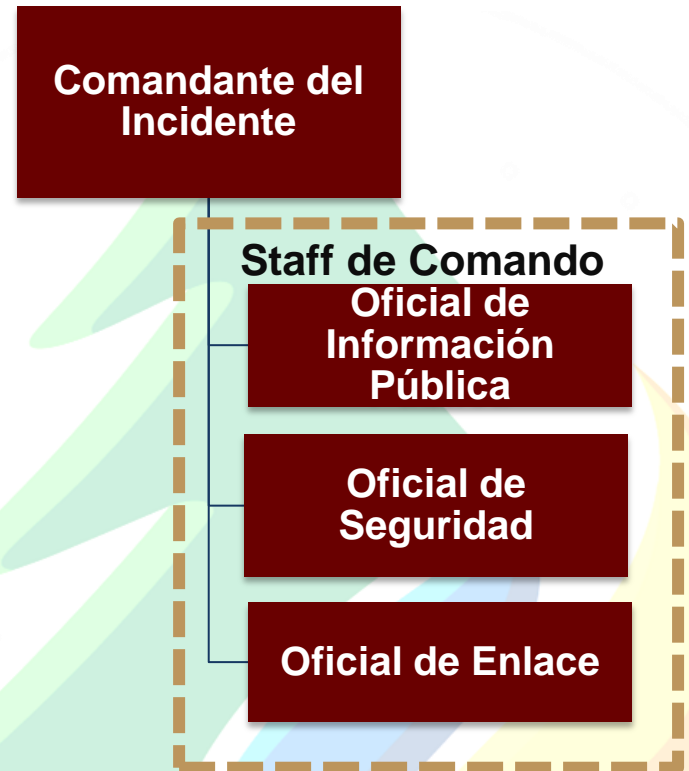 Comandante del
Incidente
Staff de Comando
Oficial de
Información
Pública
Oficial de
Seguridad
Oficial de Enlace